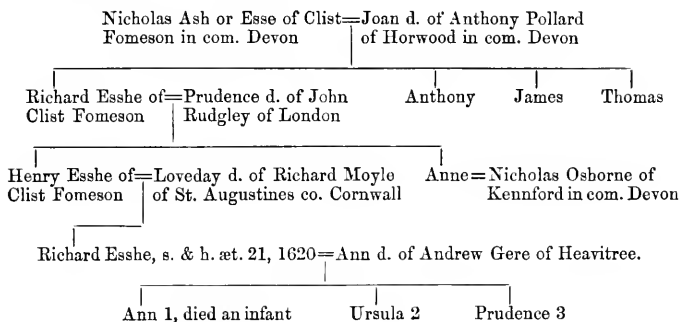 Nicholas Ash or Esse of Clist=Joan d. of Anthony Pollard
Fomeson in com. Devon of Horwood in com. Devon
Richard Esshe of=Prudence d. of John Anthony James Thomas
Clist Fomeson Rudgley of London
Henry Esshe of=Loveday d. of Richard Moyle Anne=Nicholas Osborne of
Clist Fomeson of St. Augustines co. Cornwall Kennford in com. Devon
Richard Esshe, s. & h. æt. 21, 1620=Ann d. of Andrew Gere of Heavitree.
Ann 1, died an infant Ursula 2 Prudence 3